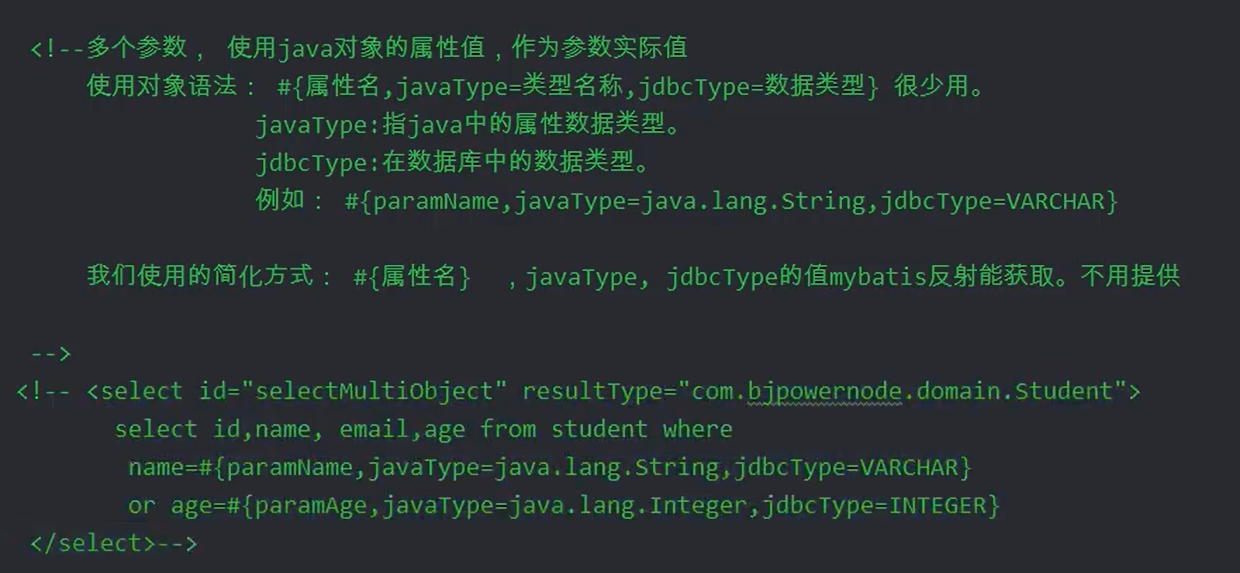 <!--多个参数， 使用java对象的属性值，作为参数实际值
使用对象语法： #{属性名,javaType=类型名称,jdbcType=数据类型} 很少用。
javaType:指java中的属性数据类型。
jdbcType:在数据库中的数据类型。
例如： #{paramName,javaType=java.lang.String,jdbcType=VARCHAR}
我们使用的简化方式： #{属性名} ，javaType, jdbcType的值mybatis反射能获取。不用提供
-->
<!-- <select id="selectMultiObject" resultType="com.bjpowernode.domain.Student">
select id,name, email,age from student where
name=#{paramName,javaType=java.lang.String,jdbcType=VARCHAR}
or age=#{paramAge,javaType=java.lang.Integer,jdbcType=INTEGER}
</select>-->